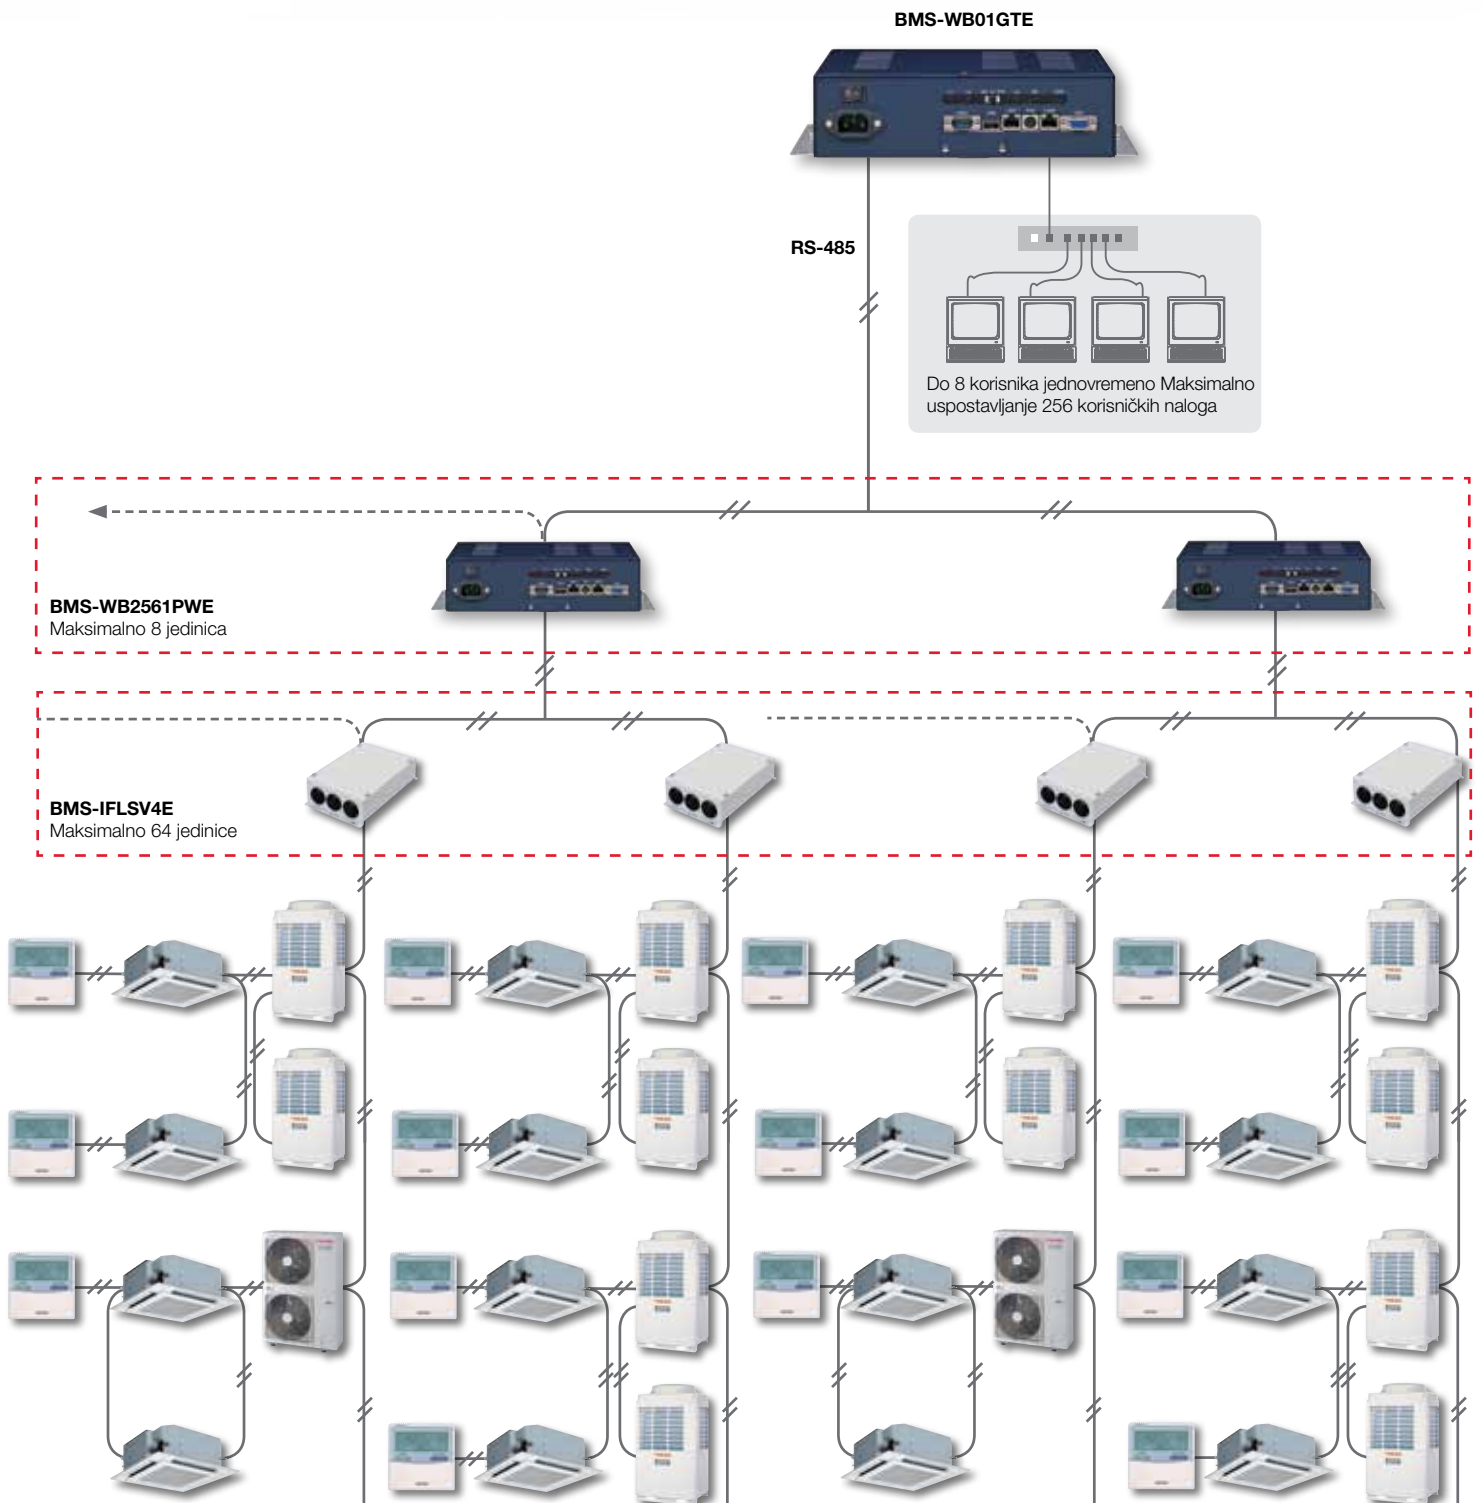 BMS-WB01GTE
RS-485
Do 8 korisnika jednovremeno Maksimalno
uspostavljanje 256 korisničkih naloga
BMS-WB2561PWE
Maksimalno 8 jedinica
BMS-IFLSV4E
Maksimalno 64 jedinice